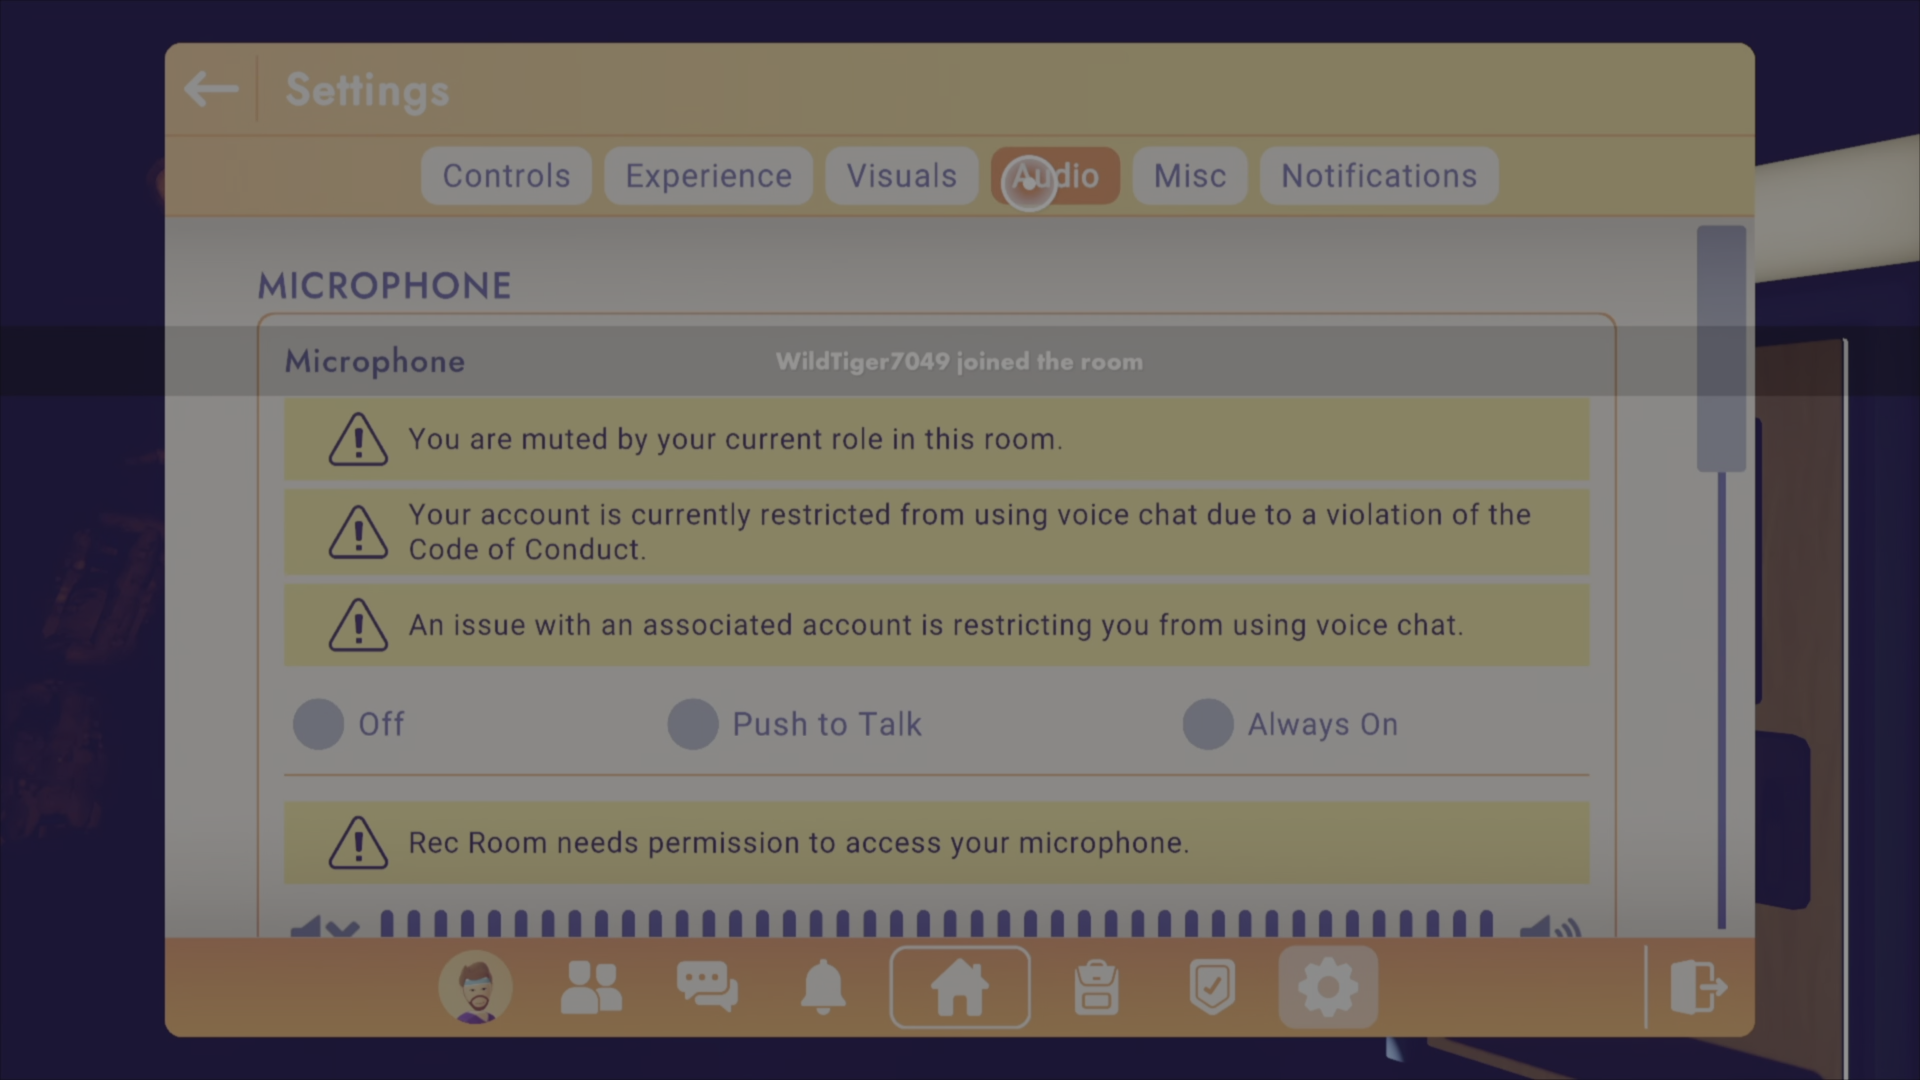 Settings
Controls Experience Visuals Audio Misc Notifications
MICROPHONE
Microphone
WildTiger7049 joined the room
You are muted by your current role in this room.
Your account is currently restricted from using voice chat due to a violation of the
Code of Conduct.
An issue with an associated account is restricting you from using voice chat.
Off Push to Talk Always On
Rec Room needs permission to access your microphone.